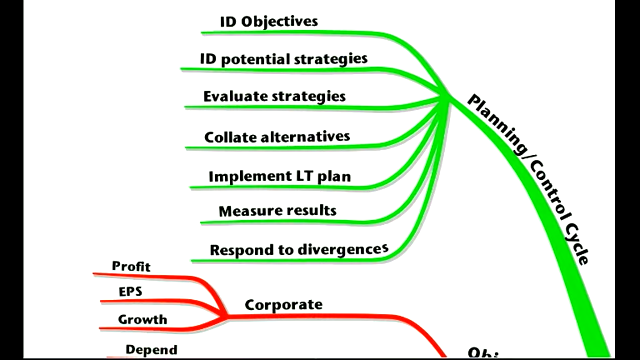 ID Objectives
ID potential strategies
Evaluate strategies
Collate alternatives
Implement LT plan
Measure results
Respond to divergences
Planning/Control Cycle
Profit
EPS
Growth
Corporate
Depend